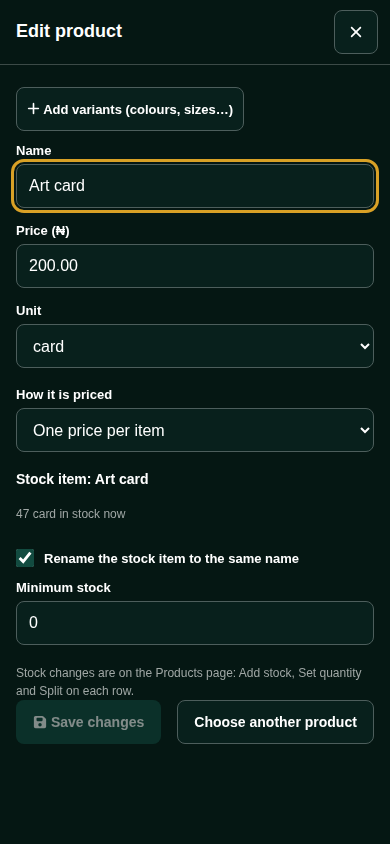 Edit product
Add variants (colours, sizes...)
Name
Art card
Price (₦)
200.00
Unit
card
How it is priced
One price per item
Stock item: Art card
47 card in stock now
Rename the stock item to the same name
Minimum stock
0
Stock changes are on the Products page: Add stock, Set quantity
and Split on each row.
Save changes
Choose another product